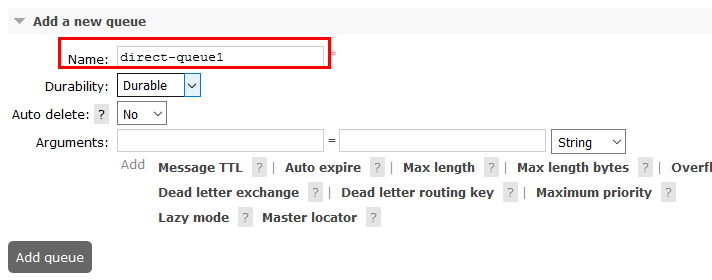 Add a new queue
Name: direct-queue1 *
Durability: Durable
Auto delete: ? No
Arguments: = String
Add Message TTL ? | Auto expire ? | Max length ? | Max length bytes ? | Overfl
Dead letter exchange ? | Dead letter routing key ? | Maximum priority ?
Lazy mode ? Master locator ?
Add queue